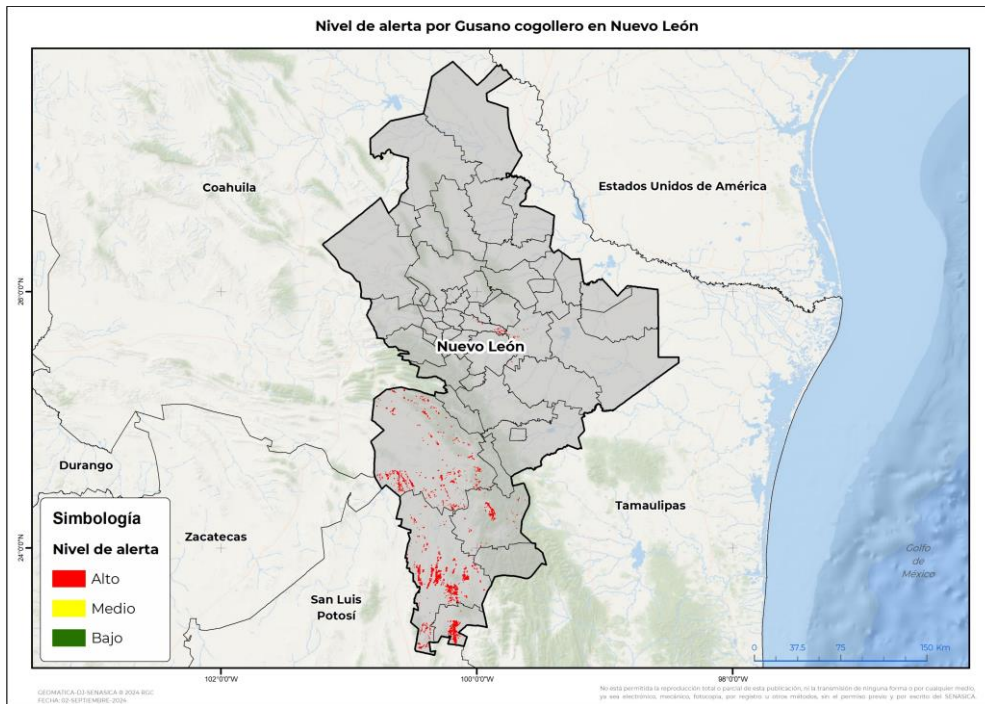 Nivel de alerta por Gusano cogollero en Nuevo León
Coahuila
Estados Unidos de América
26°0'0"N
Nuevo León
Durango
Tamaulipas
Simbología
Nivel de alerta
Alto
Medio
Bajo
Zacatecas
24°0'0"N
San Luis
Potosí
Golfo
de
México
0 37.5 75 150 Km
102°0'0"W 100°0'0"W 98°0'0"W
GEOMATICA-DJ-SENASICA ® 2024 RGC
FECHA: 02-SEPTIEMBRE-2024
No está permitida la reproducción total o parcial de esta publicación, ni la transmisión de ninguna forma o por cualquier medio,
ya sea electrónico, mecánico, fotocopia, por registro u otros métodos, sin el permiso previo y por escrito del SENASICA.